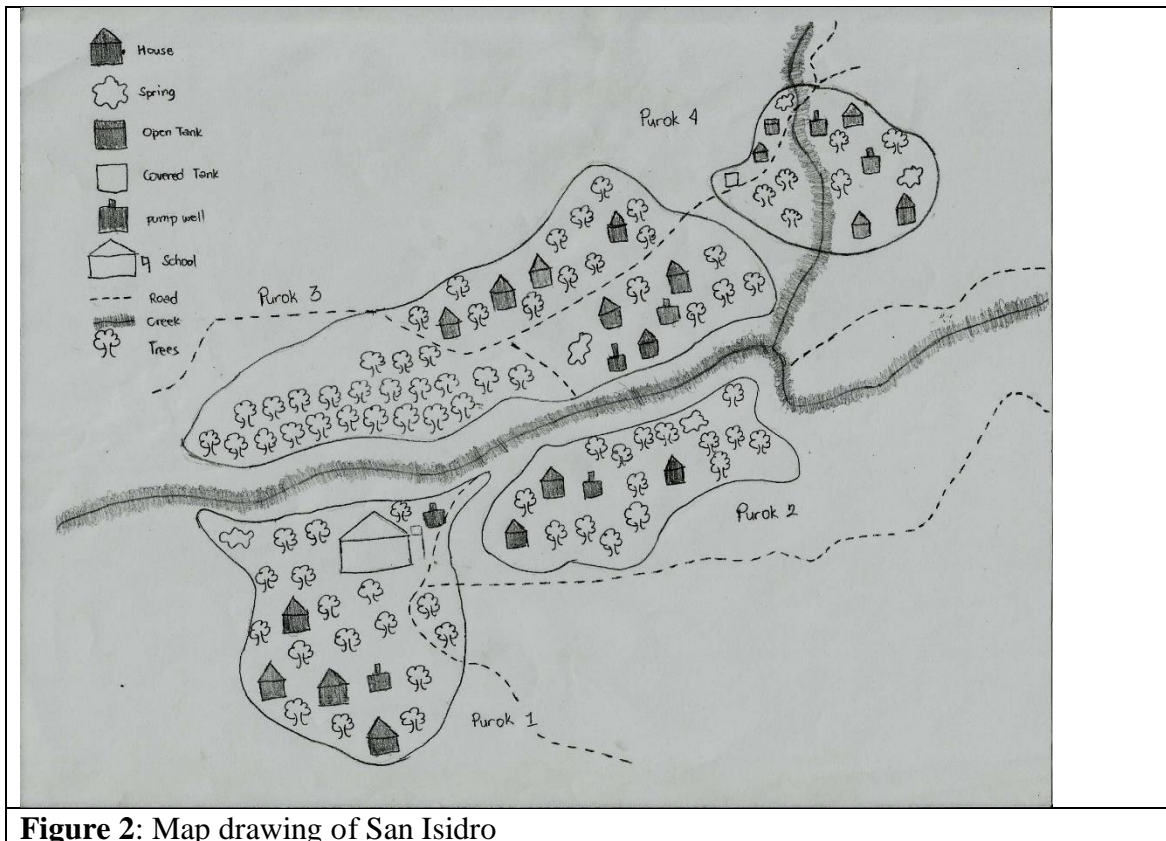 House
Spring
Open Tank
Covered Tank
pump well
School
Road
Creek
Trees
Purok 4
Purok 3
Purok 2
Purok 1
Figure 2: Map drawing of San Isidro